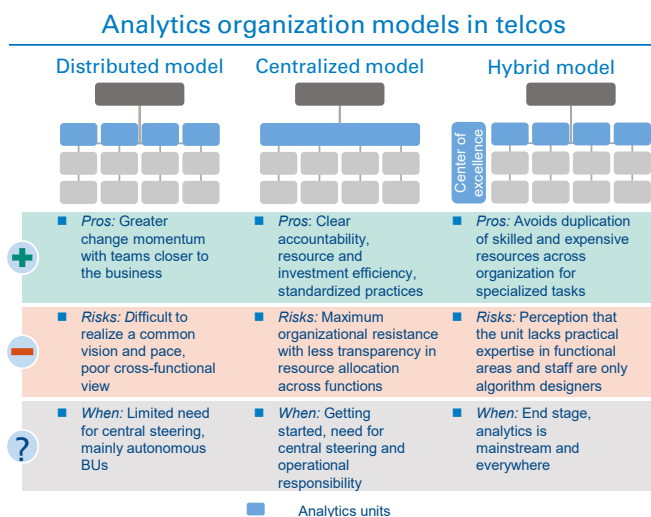 Analytics organization models in telcos
Distributed model
Centralized model
Hybrid model
Center of
excellence
Pros: Greater
change momentum
with teams closer to
the business
Pros: Clear
accountability,
resource and
investment efficiency,
standardized practices
Pros: Avoids duplication
of skilled and expensive
resources across
organization for
specialized tasks
+
Risks: Difficult to
realize a common
vision and pace,
poor cross-functional
view
Risks: Maximum
organizational resistance
with less transparency in
resource allocation
across functions
Risks: Perception that
the unit lacks practical
expertise in functional
areas and staff are only
algorithm designers
−
When: Limited need
for central steering,
mainly autonomous
BUs
When: Getting
started, need for
central steering and
operational
responsibility
When: End stage,
analytics is
mainstream and
everywhere
?
Analytics units